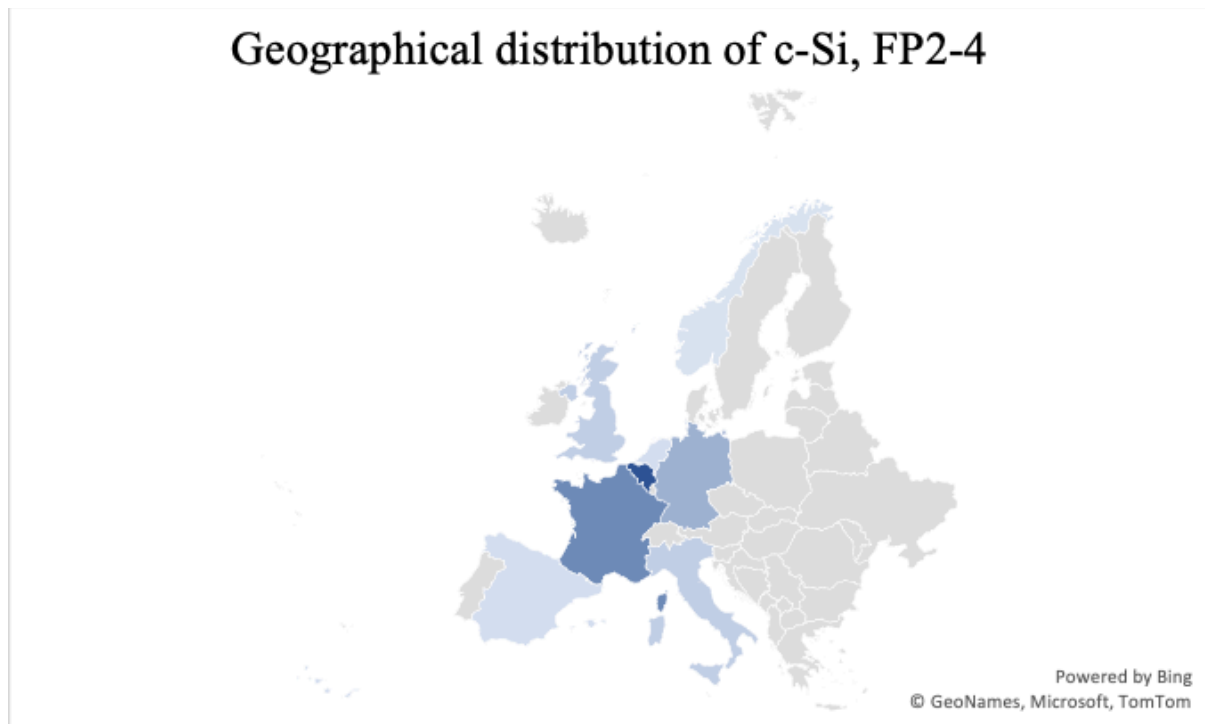 Geographical distribution of c-Si, FP2-4
Powered by Bing
© GeoNames, Microsoft, TomTom